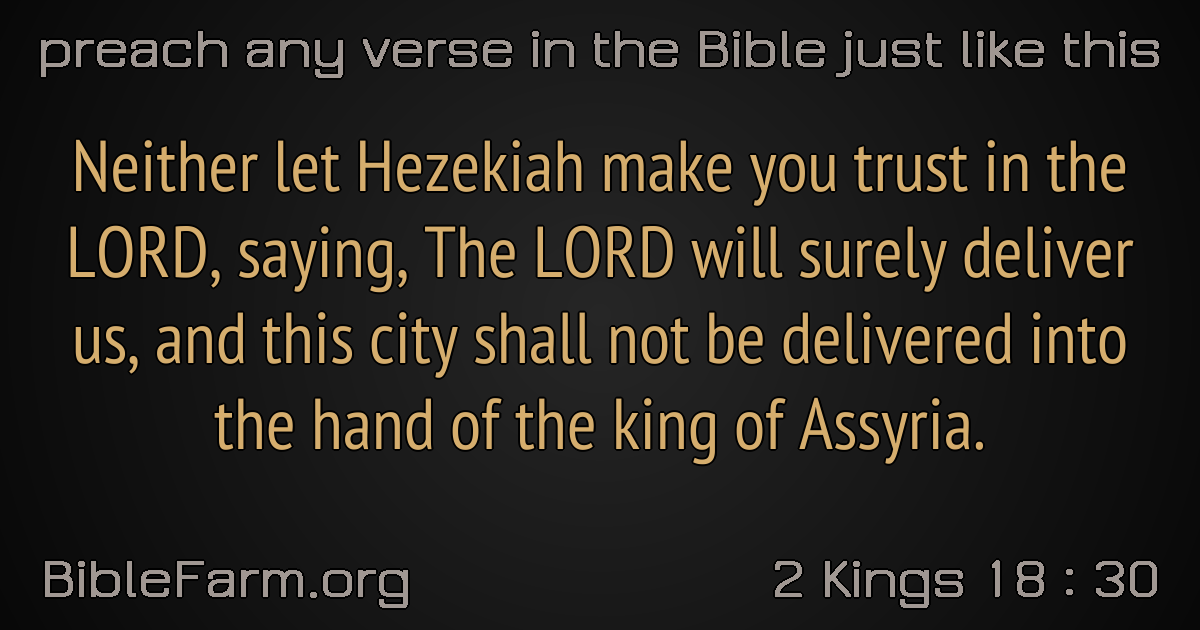 preach any verse in the Bible just like this
Neither let Hezekiah make you trust in the
LORD, saying, The LORD will surely deliver
us, and this city shall not be delivered into
the hand of the king of Assyria.
BibleFarm.org
2 Kings 18 : 30